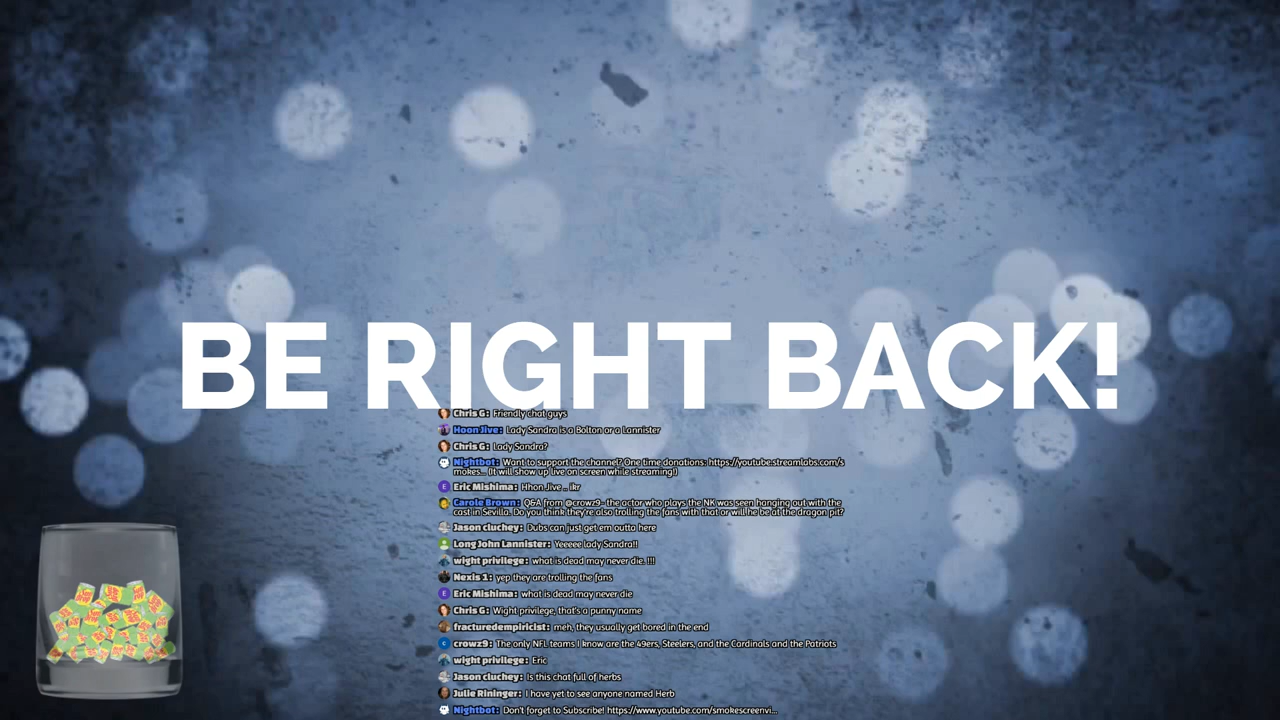 BE RIGHT BACK!
Chris G: Friendly chat guys
HoonJive: Lady Sandra is a Bolton or a Lannister
Chris G: Lady Sandra?
Nightbot: Want to support the channel? One time donations: https://youtube.streamlabs.com/s
mokes... (It will show up live on screen while streaming!)
Eric Mishima: Hhon Jive... ikr
Carole Brown: Q&A from @crowz9- the actor who plays the NK was seen hanging out with the
cast in Sevilla. Do you think they're also trolling the fans with that or will he be at the dragon pit?
Jason cluchey: Dubs can just get em outta here
Long John Lannister: Yeeeee lady Sandra!!
wight privilege: what is dead may never die. !!!
Nexis 1: yep they are trolling the fans
Eric Mishima: what is dead may never die
Chris G: Wight privilege, that's a punny name
fracturedempiricist: meh, they usually get bored in the end
crowz9: The only NFL teams I know are the 49ers, Steelers, and the Cardinals and the Patriots
wight privilege: Eric
Jason cluchey: Is this chat full of herbs
Julie Rininger: I have yet to see anyone named Herb
Nightbot: Don't forget to Subscribe! https://www.youtube.com/smokescreenvi...